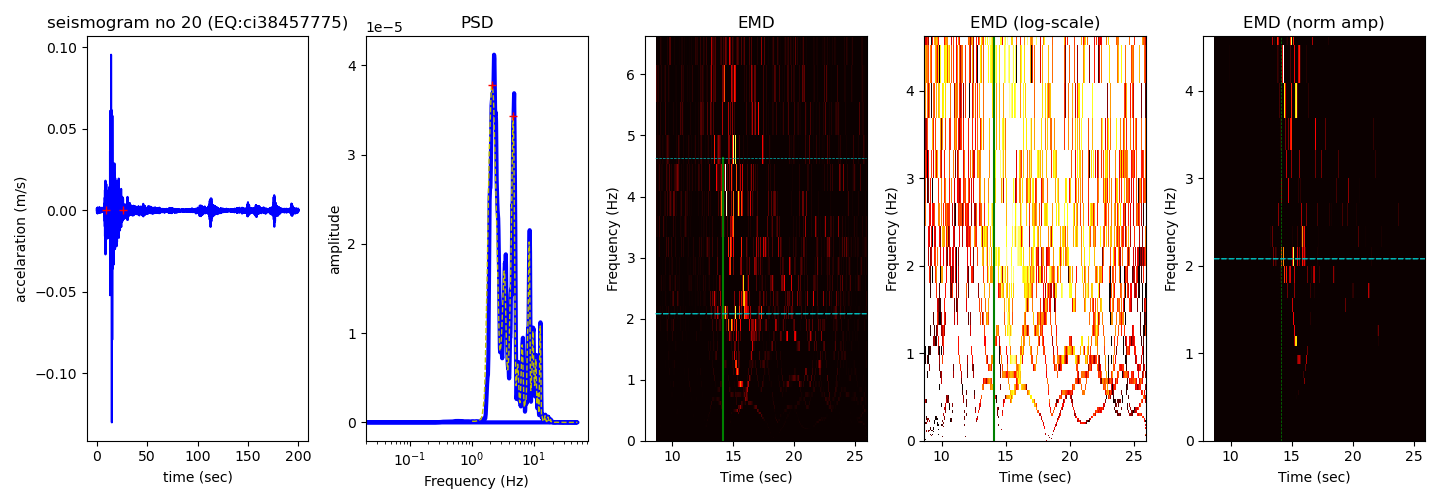 seismogram no 20 (EQ:ci38457775)
0.10
0.05
0.00
−0.05
−0.10
accelaration (m/s)
0 50 100 150 200
time (sec)
PSD
1e−5
4
3
2
1
0
amplitude
10⁻¹ 10⁰ 10¹
Frequency (Hz)
EMD
6
5
4
3
2
1
0
Frequency (Hz)
10 15 20 25
Time (sec)
EMD (log-scale)
4
3
2
1
0
Frequency (Hz)
10 15 20 25
Time (sec)
EMD (norm amp)
4
3
2
1
0
Frequency (Hz)
10 15 20 25
Time (sec)